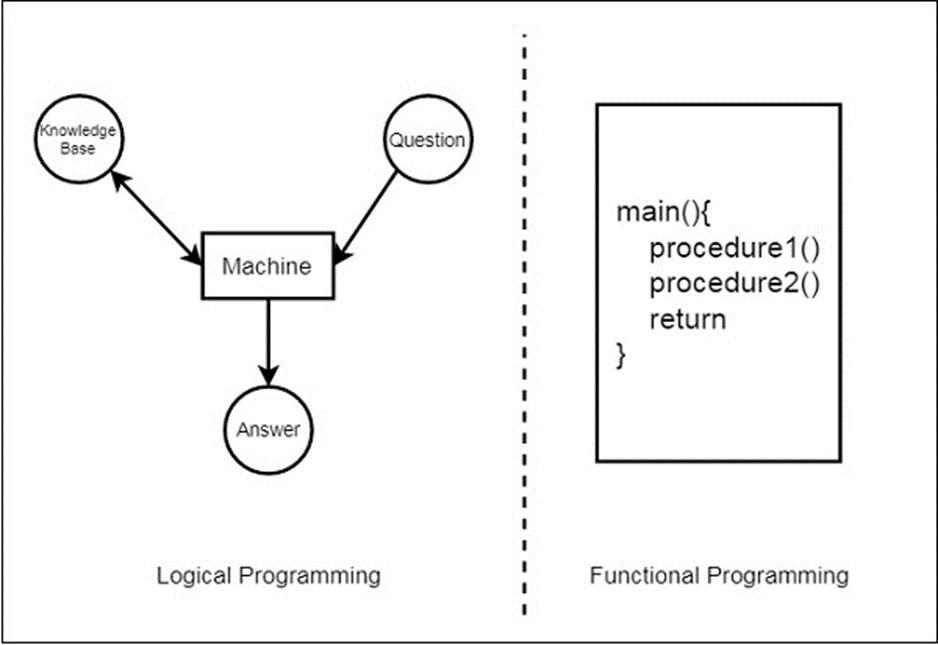 Knowledge
Base
Question
Machine
Answer
Logical Programming
main(){
procedure1()
procedure2()
return
}
Functional Programming